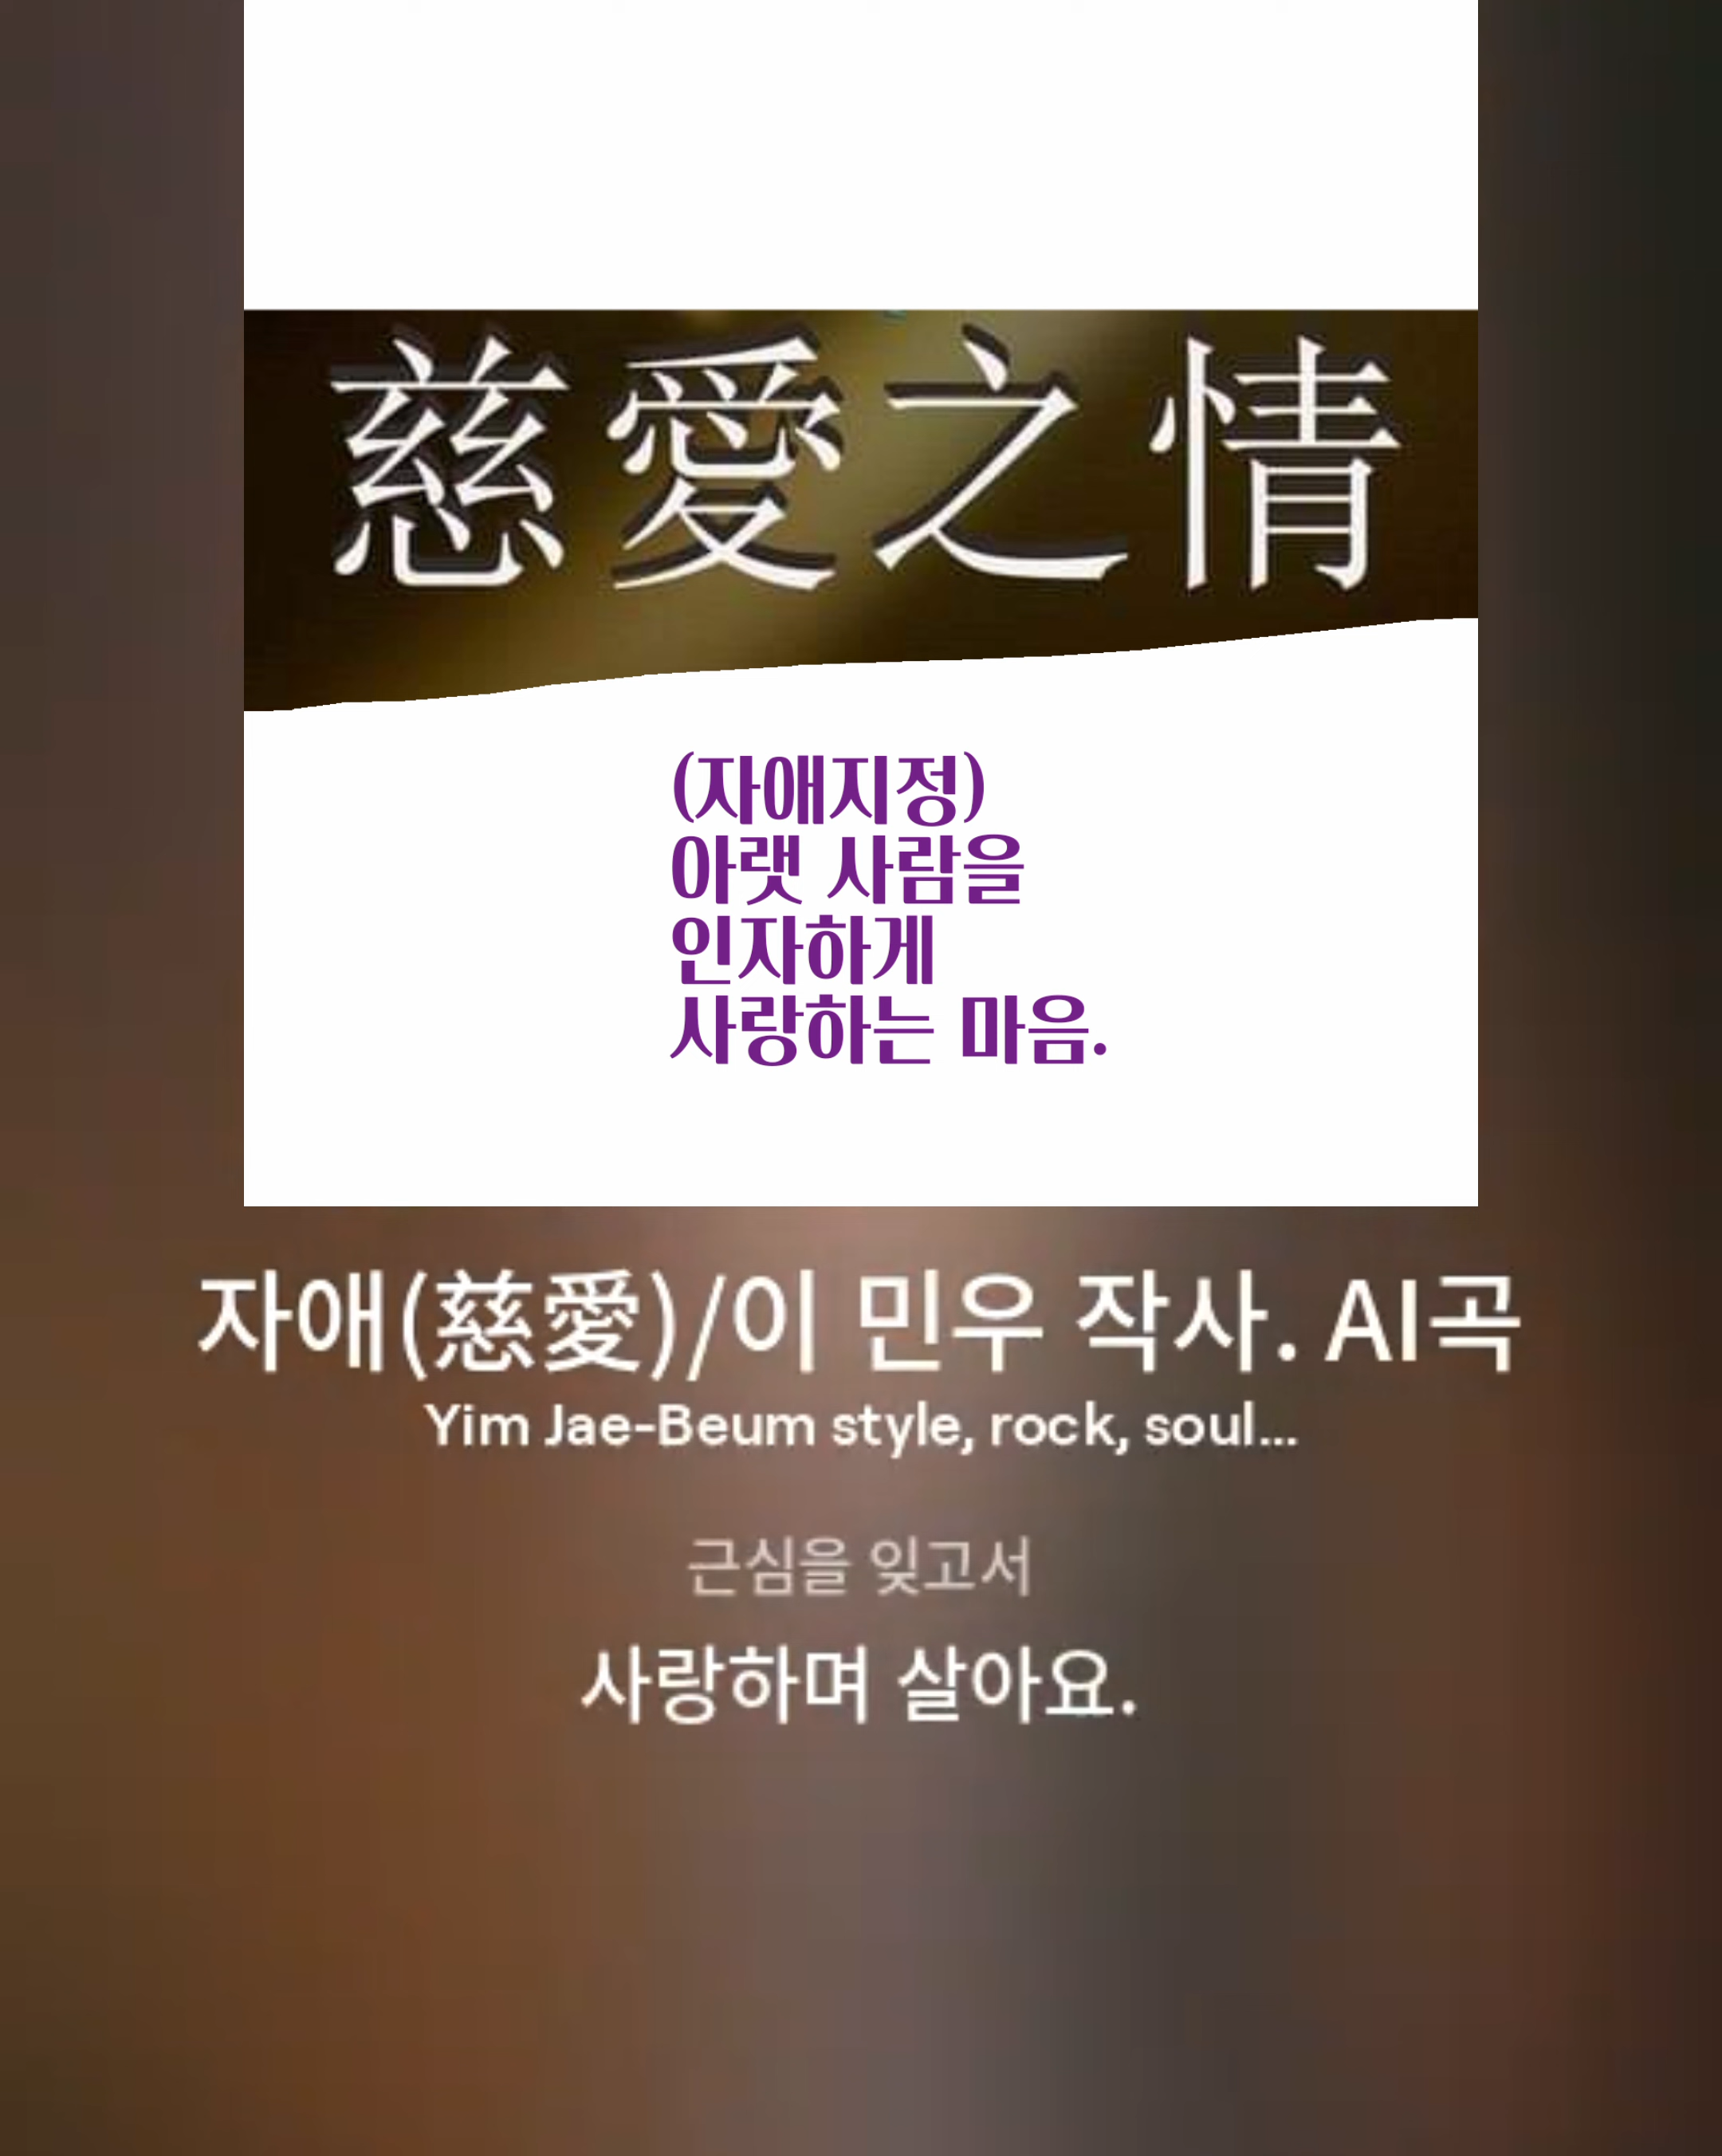 慈愛之情
(자애지정)
아랫 사람을
인자하게
사랑하는 마음.
자애(慈愛)/이 민우 작사. AI곡
Yim Jae-Beum style, rock, soul...
근심을 잊고서
사랑하며 살아요.